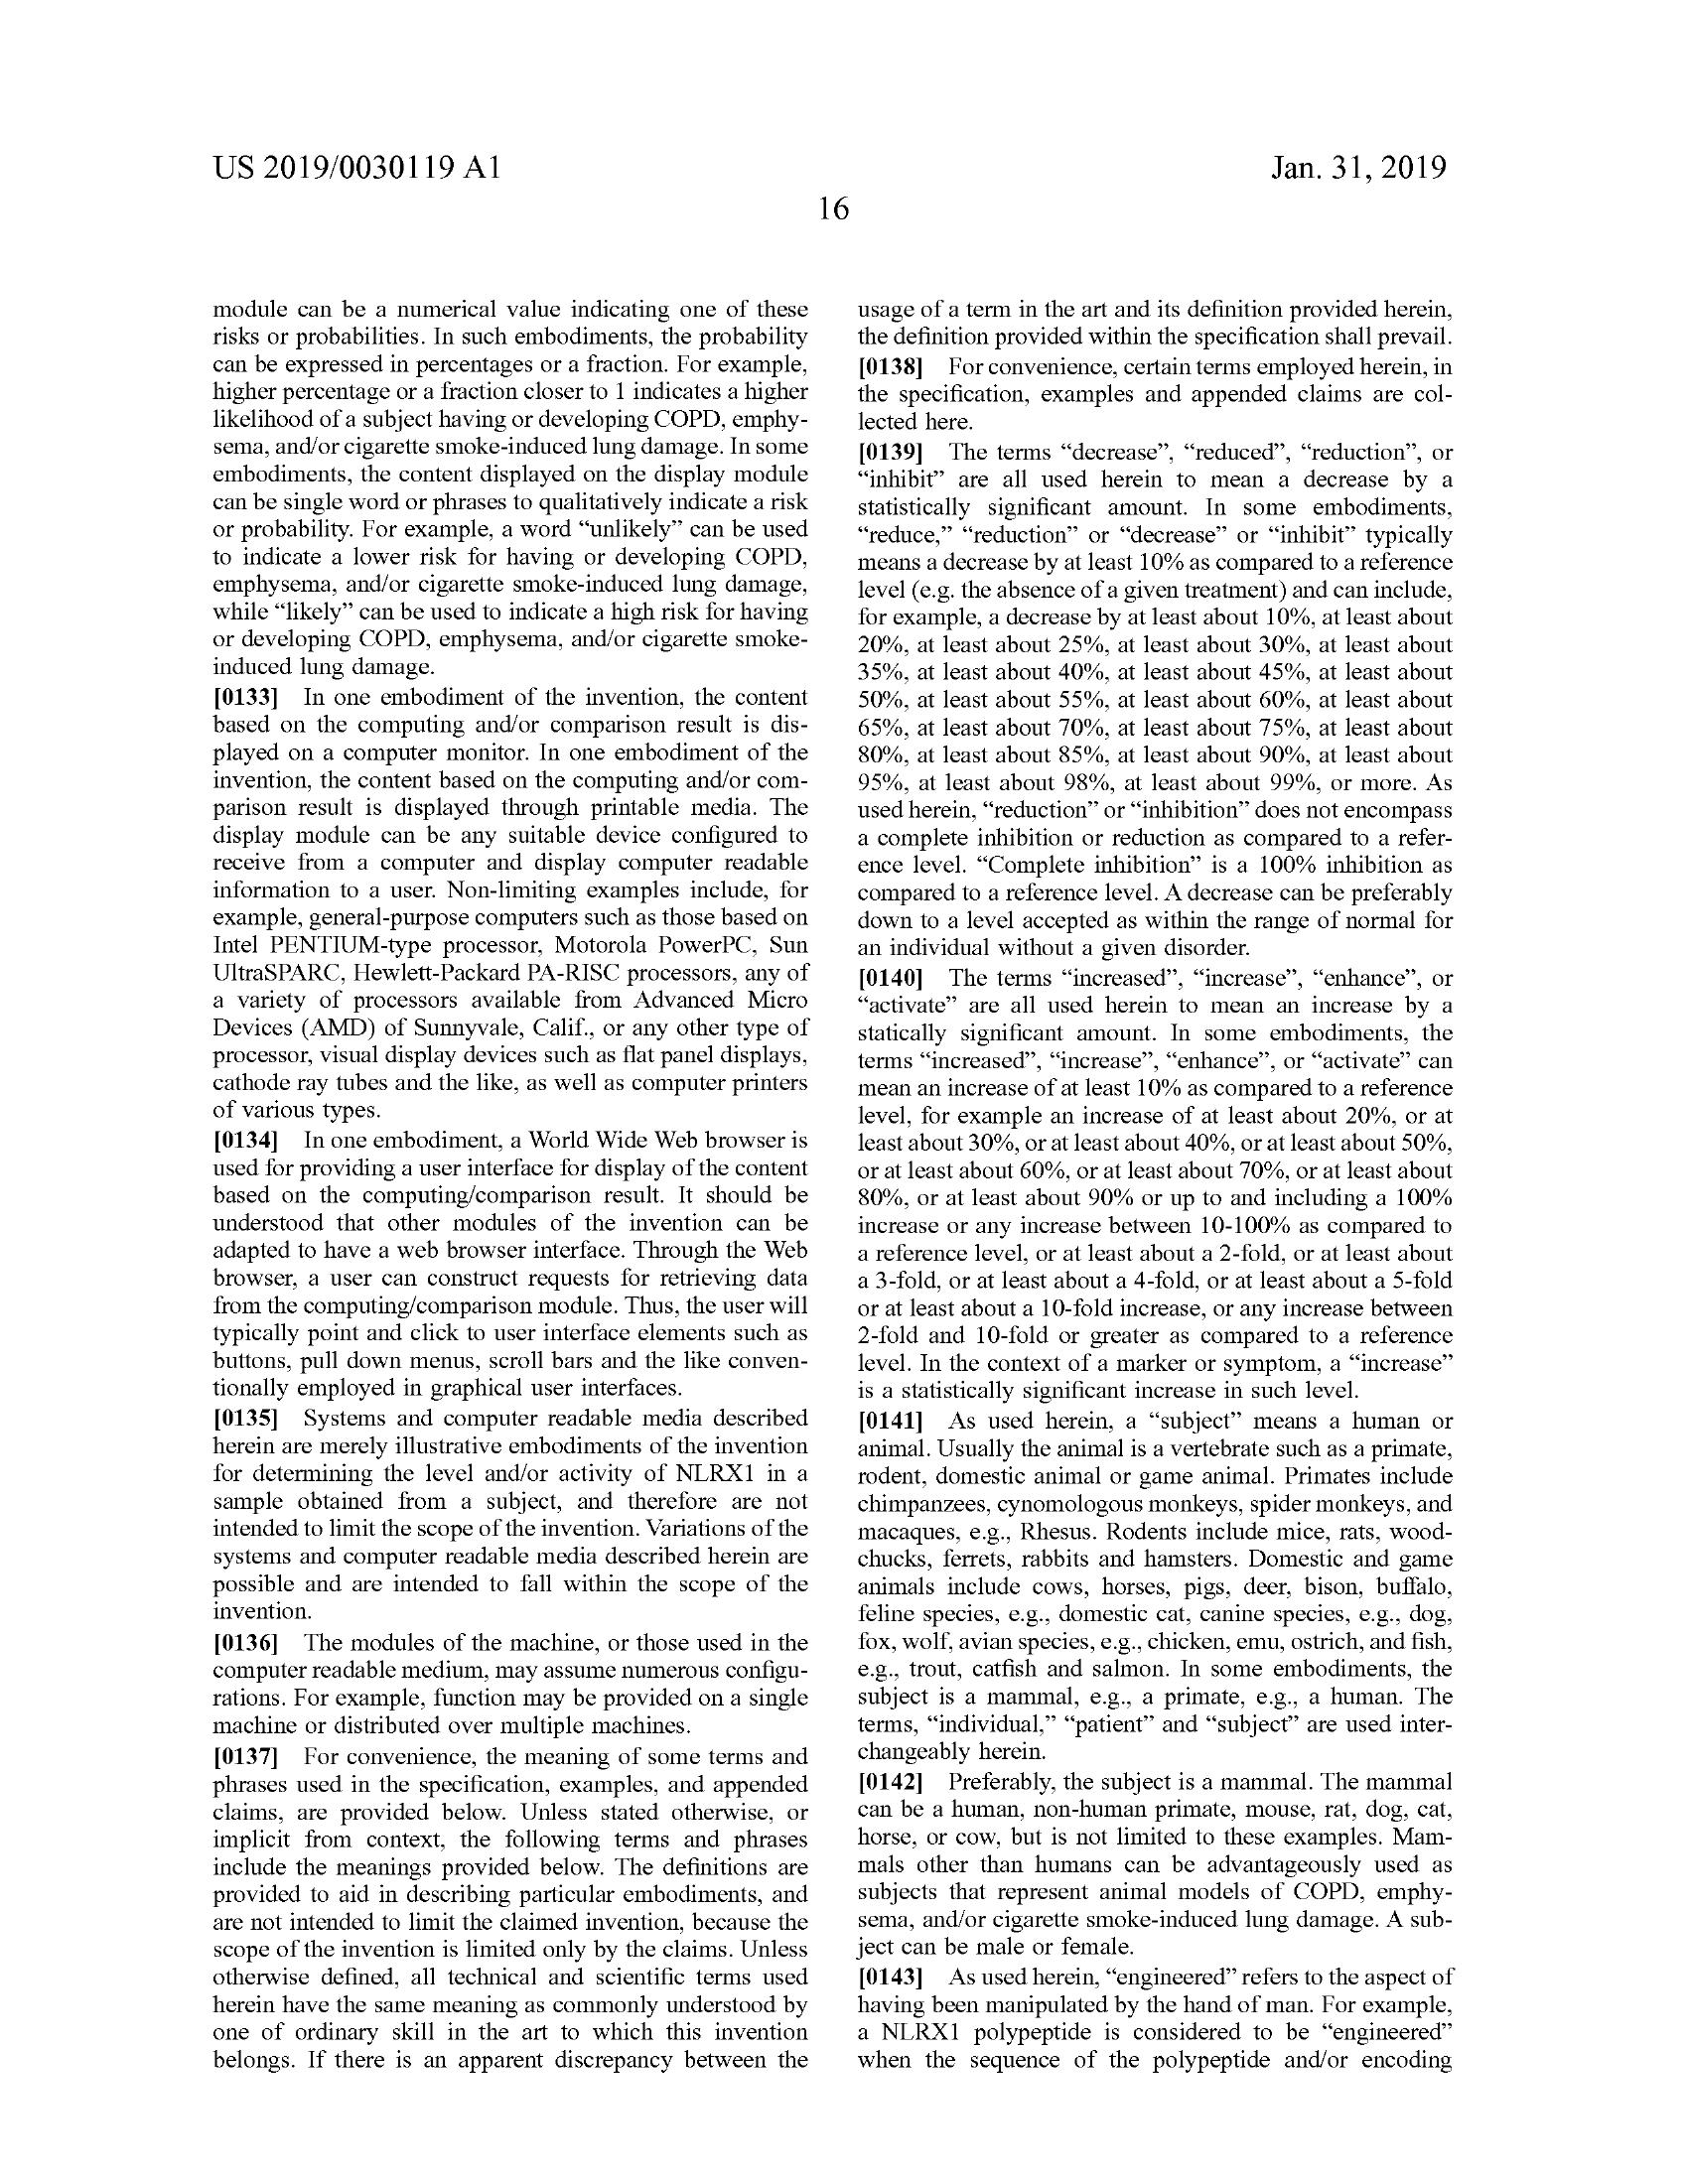 US 2019/0030119 A1
Jan. 31, 2019
16
module can be a numerical value indicating one of these
risks or probabilities. In such embodiments, the probability
can be expressed in percentages or a fraction. For example,
higher percentage or a fraction closer to 1 indicates a higher
likelihood of a subject having or developing COPD, emphy-
sema, and/or cigarette smoke-induced lung damage. In some
embodiments, the content displayed on the display module
can be single word or phrases to qualitatively indicate a risk
or probability. For example, a word “unlikely” can be used
to indicate a lower risk for having or developing COPD,
emphysema, and/or cigarette smoke-induced lung damage,
while “likely” can be used to indicate a high risk for having
or developing COPD, emphysema, and/or cigarette smoke-
induced lung damage.
[0133] In one embodiment of the invention, the content
based on the computing and/or comparison result is dis-
played on a computer monitor. In one embodiment of the
invention, the content based on the computing and/or com-
parison result is displayed through printable media. The
display module can be any suitable device configured to
receive from a computer and display computer readable
information to a user. Non-limiting examples include, for
example, general-purpose computers such as those based on
Intel PENTIUM-type processor, Motorola PowerPC, Sun
UltraSPARC, Hewlett-Packard PA-RISC processors, any of
a variety of processors available from Advanced Micro
Devices (AMD) of Sunnyvale, Calif., or any other type of
processor, visual display devices such as flat panel displays,
cathode ray tubes and the like, as well as computer printers
of various types.
[0134] In one embodiment, a World Wide Web browser is
used for providing a user interface for display of the content
based on the computing/comparison result. It should be
understood that other modules of the invention can be
adapted to have a web browser interface. Through the Web
browser, a user can construct requests for retrieving data
from the computing/comparison module. Thus, the user will
typically point and click to user interface elements such as
buttons, pull down menus, scroll bars and the like conven-
tionally employed in graphical user interfaces.
[0135] Systems and computer readable media described
herein are merely illustrative embodiments of the invention
for determining the level and/or activity of NLRX1 in a
sample obtained from a subject, and therefore are not
intended to limit the scope of the invention. Variations of the
systems and computer readable media described herein are
possible and are intended to fall within the scope of the
invention.
[0136] The modules of the machine, or those used in the
computer readable medium, may assume numerous configu-
rations. For example, function may be provided on a single
machine or distributed over multiple machines.
[0137] For convenience, the meaning of some terms and
phrases used in the specification, examples, and appended
claims, are provided below. Unless stated otherwise, or
implicit from context, the following terms and phrases
include the meanings provided below. The definitions are
provided to aid in describing particular embodiments, and
are not intended to limit the claimed invention, because the
scope of the invention is limited only by the claims. Unless
otherwise defined, all technical and scientific terms used
herein have the same meaning as commonly understood by
one of ordinary skill in the art to which this invention
belongs. If there is an apparent discrepancy between the
usage of a term in the art and its definition provided herein,
the definition provided within the specification shall prevail.
[0138] For convenience, certain terms employed herein, in
the specification, examples and appended claims are col-
lected here.
[0139] The terms “decrease”, “reduced”, “reduction”, or
“inhibit” are all used herein to mean a decrease by a
statistically significant amount. In some embodiments,
“reduce,” “reduction” or “decrease” or “inhibit” typically
means a decrease by at least 10% as compared to a reference
level (e.g. the absence of a given treatment) and can include,
for example, a decrease by at least about 10%, at least about
20%, at least about 25%, at least about 30%, at least about
35%, at least about 40%, at least about 45%, at least about
50%, at least about 55%, at least about 60%, at least about
65%, at least about 70%, at least about 75%, at least about
80%, at least about 85%, at least about 90%, at least about
95%, at least about 98%, at least about 99%, or more. As
used herein, “reduction” or “inhibition” does not encompass
a complete inhibition or reduction as compared to a refer-
ence level. “Complete inhibition” is a 100% inhibition as
compared to a reference level. A decrease can be preferably
down to a level accepted as within the range of normal for
an individual without a given disorder.
[0140] The terms “increased”, “increase”, “enhance”, or
“activate” are all used herein to mean an increase by a
statically significant amount. In some embodiments, the
terms “increased”, “increase”, “enhance”, or “activate” can
mean an increase of at least 10% as compared to a reference
level, for example an increase of at least about 20%, or at
least about 30%, or at least about 40%, or at least about 50%,
or at least about 60%, or at least about 70%, or at least about
80%, or at least about 90% or up to and including a 100%
increase or any increase between 10-100% as compared to
a reference level, or at least about a 2-fold, or at least about
a 3-fold, or at least about a 4-fold, or at least about a 5-fold
or at least about a 10-fold increase, or any increase between
2-fold and 10-fold or greater as compared to a reference
level. In the context of a marker or symptom, a “increase”
is a statistically significant increase in such level.
[0141] As used herein, a “subject” means a human or
animal. Usually the animal is a vertebrate such as a primate,
rodent, domestic animal or game animal. Primates include
chimpanzees, cynomologous monkeys, spider monkeys, and
macaques, e.g., Rhesus. Rodents include mice, rats, wood-
chucks, ferrets, rabbits and hamsters. Domestic and game
animals include cows, horses, pigs, deer, bison, buffalo,
feline species, e.g., domestic cat, canine species, e.g., dog,
fox, wolf, avian species, e.g., chicken, emu, ostrich, and fish,
e.g., trout, catfish and salmon. In some embodiments, the
subject is a mammal, e.g., a primate, e.g., a human. The
terms, “individual,” “patient” and “subject” are used inter-
changeably herein.
[0142] Preferably, the subject is a mammal. The mammal
can be a human, non-human primate, mouse, rat, dog, cat,
horse, or cow, but is not limited to these examples. Mam-
mals other than humans can be advantageously used as
subjects that represent animal models of COPD, emphy-
sema, and/or cigarette smoke-induced lung damage. A sub-
ject can be male or female.
[0143] As used herein, “engineered” refers to the aspect of
having been manipulated by the hand of man. For example,
a NLRX1 polypeptide is considered to be “engineered”
when the sequence of the polypeptide and/or encoding